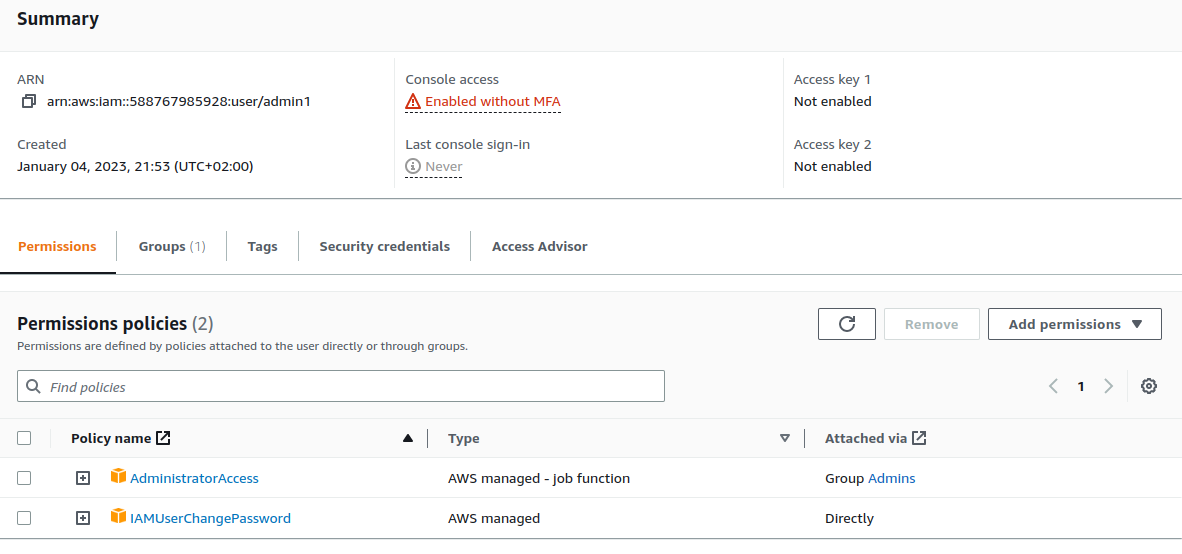 Summary
ARN
arn:aws:iam::588767985928:user/admin1
Console access
Enabled without MFA
Access key 1
Not enabled
Created
January 04, 2023, 21:53 (UTC+02:00)
Last console sign-in
Never
Access key 2
Not enabled
Permissions Groups (1) Tags Security credentials Access Advisor
Permissions policies (2)
Permissions are defined by policies attached to the user directly or through groups.
Remove
Add permissions
Find policies
1
Policy name Type Attached via
AdministratorAccess AWS managed - job function Group Admins
IAMUserChangePassword AWS managed Directly